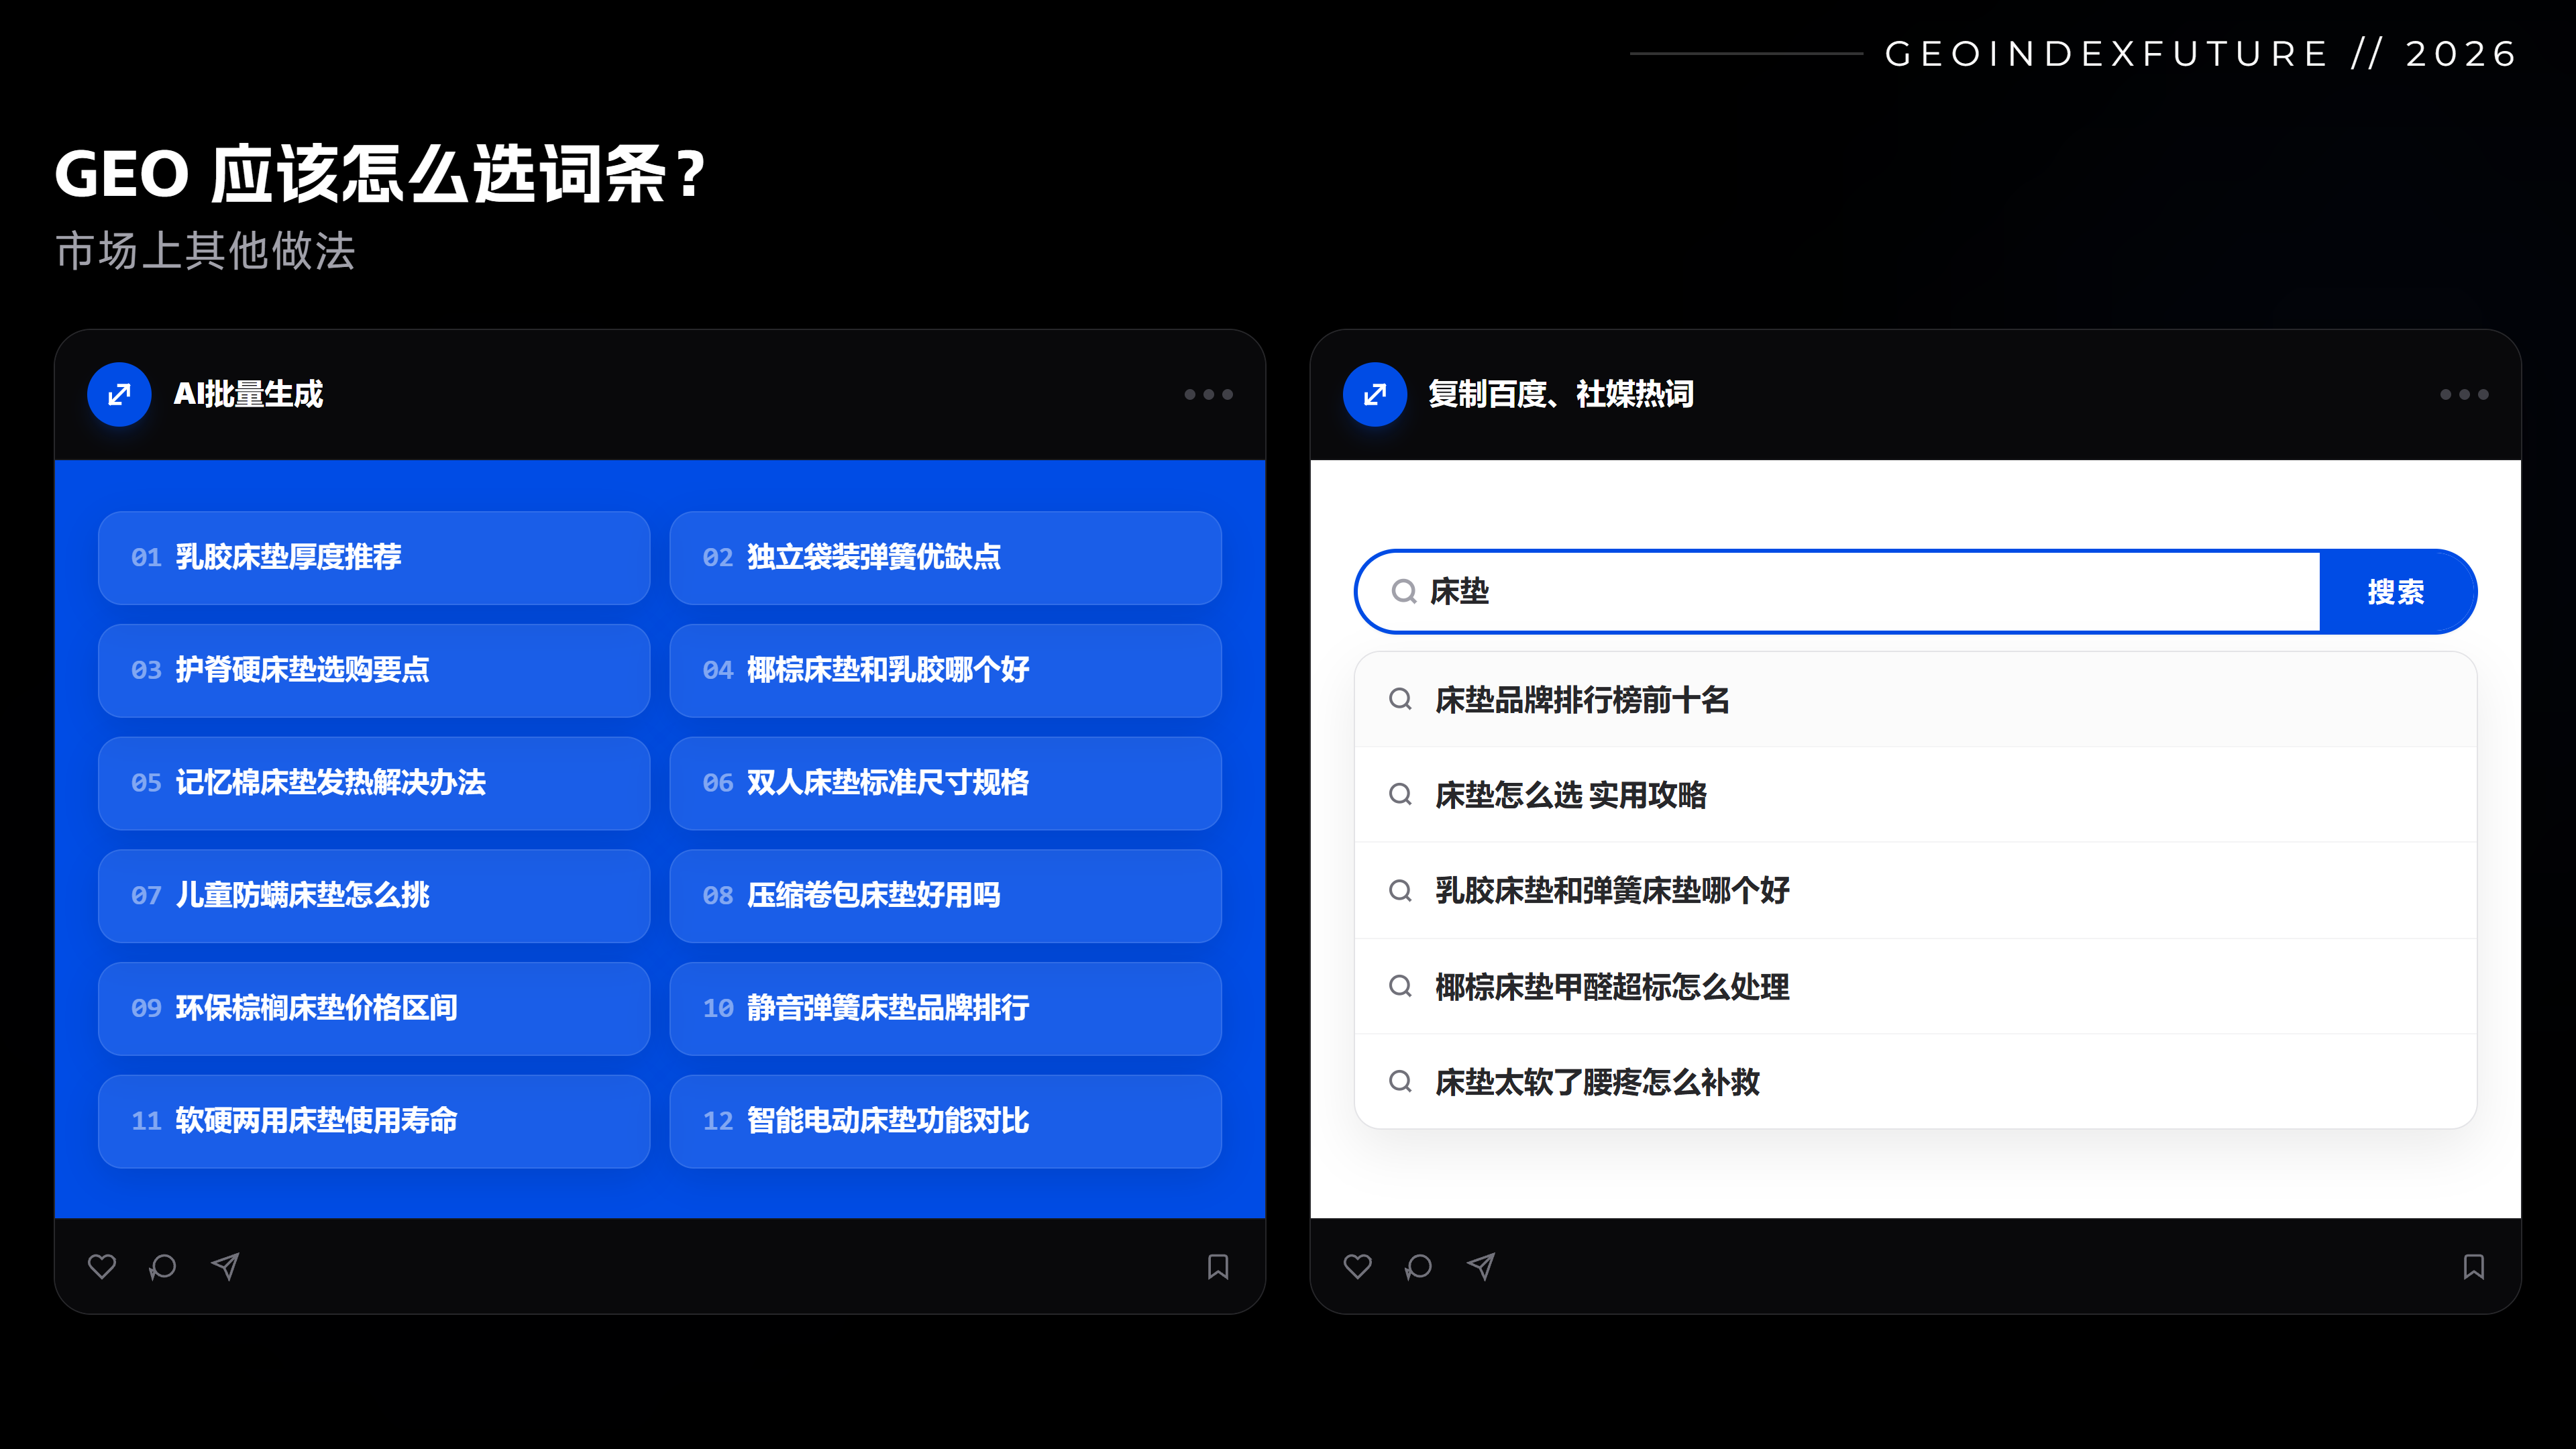 GEOINDEXFUTURE // 2026
GEO 应该怎么选词条？
市场上其他做法
AI批量生成
01 乳胶床垫厚度推荐
02 独立袋装弹簧优缺点
03 护脊硬床垫选购要点
04 椰棕床垫和乳胶哪个好
05 记忆棉床垫发热解决办法
06 双人床垫标准尺寸规格
07 儿童防螨床垫怎么挑
08 压缩卷包床垫好用吗
09 环保棕榈床垫价格区间
10 静音弹簧床垫品牌排行
11 软硬两用床垫使用寿命
12 智能电动床垫功能对比
复制百度、社媒热词
床垫
搜索
床垫品牌排行榜前十名
床垫怎么选 实用攻略
乳胶床垫和弹簧床垫哪个好
椰棕床垫甲醛超标怎么处理
床垫太软了腰疼怎么补救